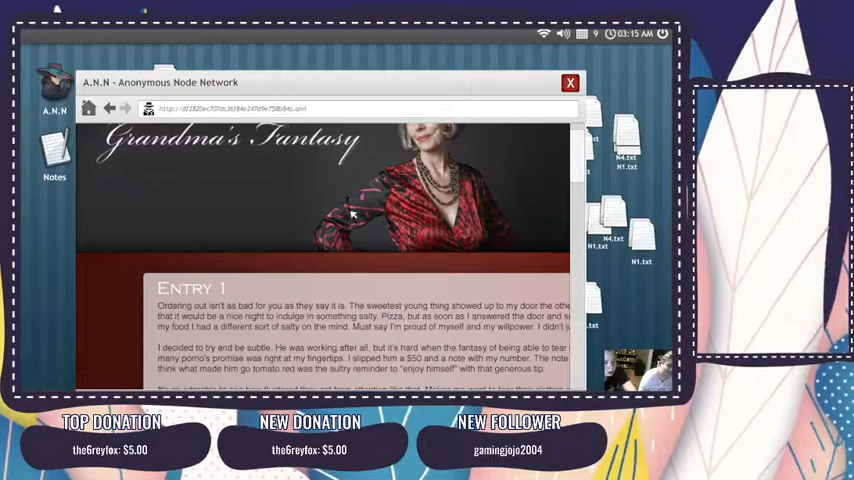 9 03:15 AM
A.N.N - Anonymous Node Network
X
A.N.N
Notes
Grandma's Fantasy
N4.txt
N1.txt
N4.txt
N1.txt
N1.txt
.txt
ENTRY 1
Ordering out isn't as bad for you as they say it is. The sweetest young thing showed up to my door the othe
that it would be a nice night to indulge in something salty. Pizza, but as soon as I answered the door and sa
my food I had a different sort of salty on the mind. Must say I'm proud of myself and my willpower. I didn't ju
I decided to try and be subtle. He was working after all, but it's hard when the fantasy of being able to tear
many porno's promise was right at my fingertips. I slipped him a $50 and a note with my number. The note
think what made him go tomato red was the sultry reminder to "enjoy himself" with that generous tip.
TOP DONATION
the6reyfox: $5.00
NEW DONATION
the6reyfox: $5.00
NEW FOLLOWER
gamingjojo2004